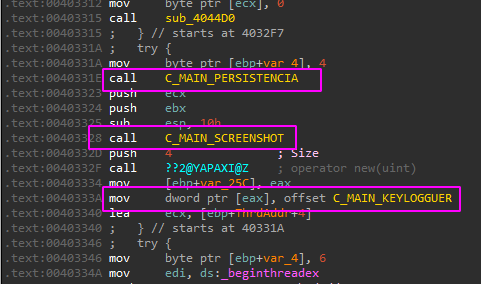 .text:00403312 mov     byte ptr [ecx], 0
.text:00403315 call    sub_4044D0
.text:00403315 ;   } // starts at 4032F7
.text:0040331A ;   try {
.text:0040331A mov     byte ptr [ebp+var_4], 4
.text:0040331E call    C_MAIN_PERSISTENCIA
.text:00403323 push    ecx
.text:00403324 push    ebx
.text:00403325 sub     esp, 10h
.text:00403328 call    C_MAIN_SCREENSHOT
.text:0040332D push    4               ; Size
.text:0040332F call    ??2@YAPAXI@Z    ; operator new(uint)
.text:00403334 mov     [ebp+var_25C], eax
.text:0040333A mov     dword ptr [eax], offset C_MAIN_KEYLOGGUER
.text:00403340 lea     ecx, [ebp+ThrdAddr+4]
.text:00403340 ;   } // starts at 40331A
.text:00403346 ;   try {
.text:00403346 mov     byte ptr [ebp+var_4], 6
.text:0040334A mov     edi, ds:_beginthreadex